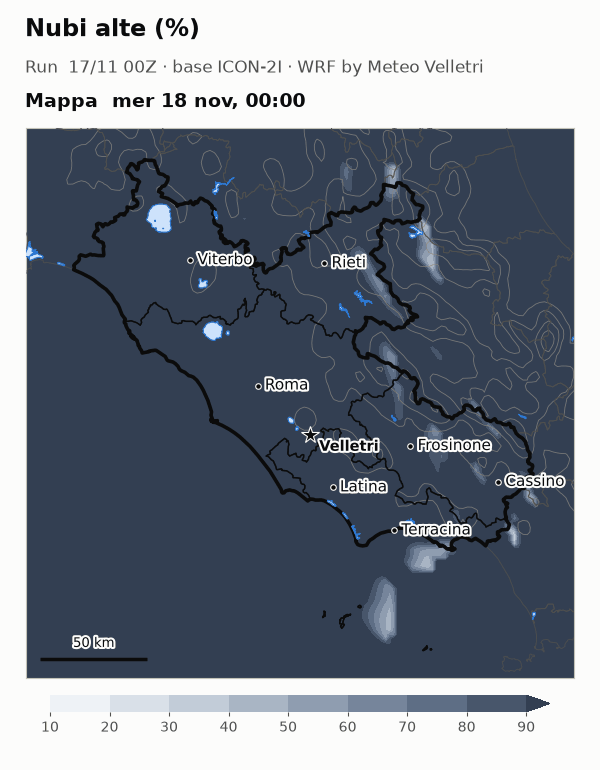 Nubi alte (%)
Run  17/11 00Z · base ICON-2I · WRF by Meteo Velletri
Mappa  mer 18 nov, 00:00
Viterbo
Rieti
Roma
Velletri
Frosinone
Cassino
Latina
Terracina
50 km
10 20 30 40 50 60 70 80 90